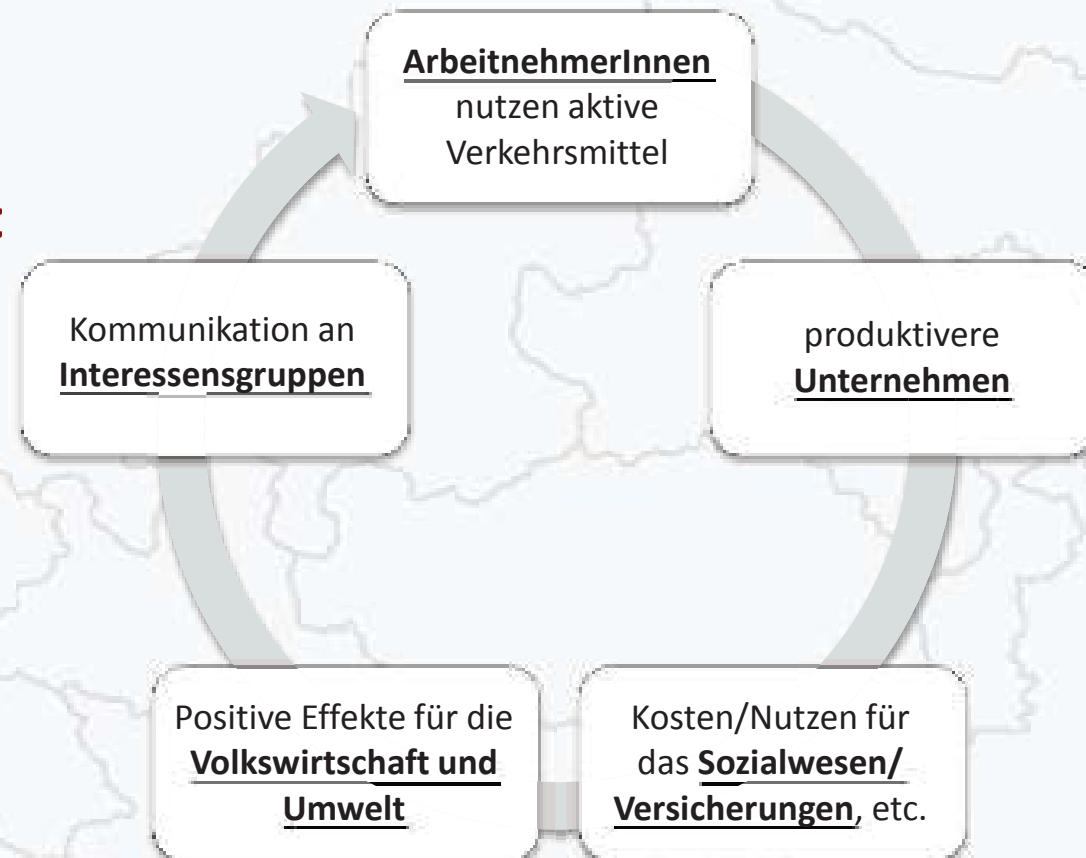 ArbeitnehmerInnen
nutzen aktive
Verkehrsmittel
produktivere
Unternehmen
Kosten/Nutzen für
das Sozialwesen/
Versicherungen, etc.
Positive Effekte für die
Volkswirtschaft und
Umwelt
Kommunikation an
Interessensgruppen